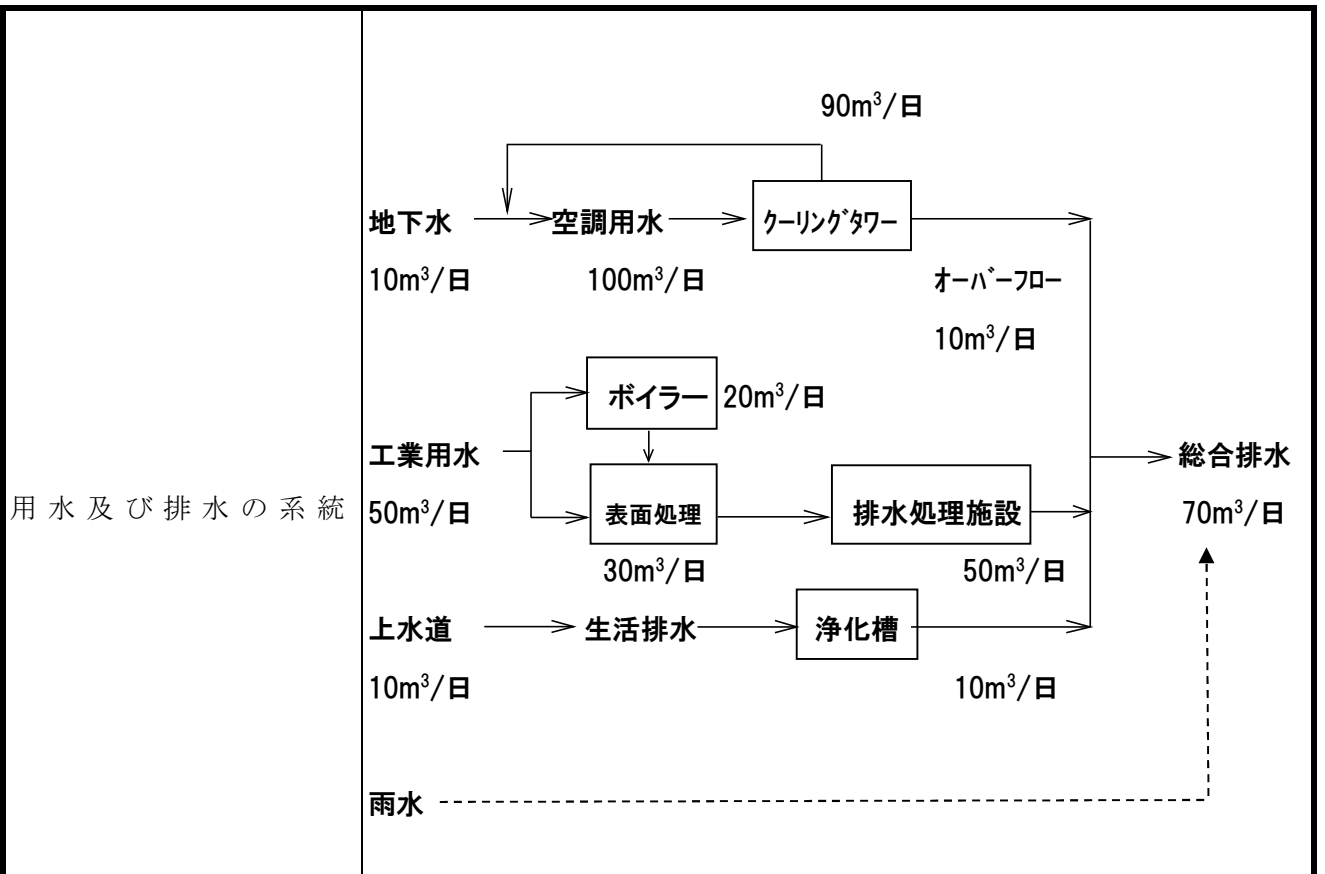 用水及び排水の系統
90m³/日
地下水
空調用水
ｸｰﾘﾝｸﾞﾀﾜｰ
10m³/日
100m³/日
ｵｰﾊﾞｰﾌﾛｰ
10m³/日
ボイラー
20m³/日
工業用水
総合排水
50m³/日
表面処理
排水処理施設
70m³/日
30m³/日
50m³/日
上水道
生活排水
浄化槽
10m³/日
10m³/日
雨水